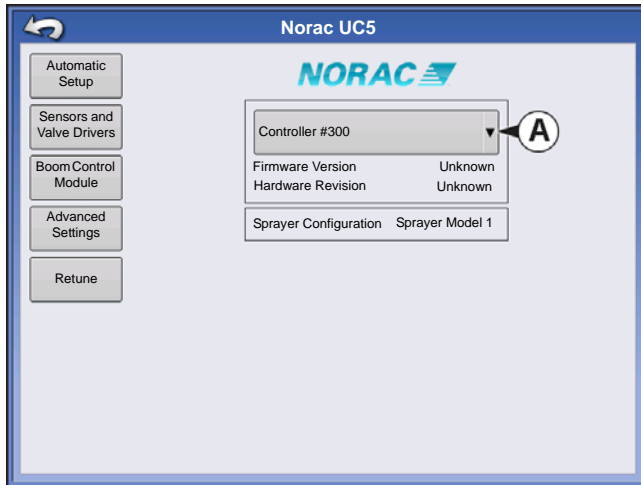 Norac UC5
Automatic
Setup
Sensors and
Valve Drivers
Boom Control
Module
Advanced
Settings
Retune
NORAC
Controller #300
A
Firmware Version Unknown
Hardware Revision Unknown
Sprayer Configuration Sprayer Model 1